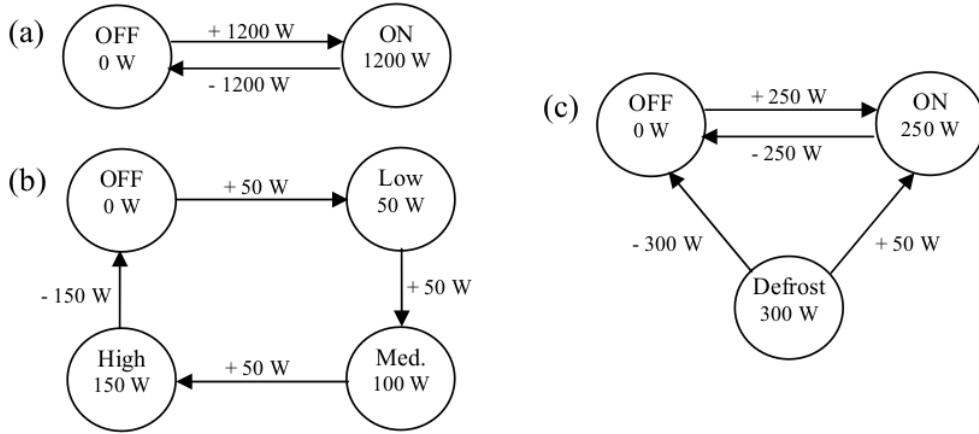 (a)
OFF
0 W
+ 1200 W
- 1200 W
ON
1200 W
(b)
OFF
0 W
+ 50 W
Low
50 W
- 150 W
+ 50 W
High
150 W
+ 50 W
Med.
100 W
(c)
OFF
0 W
+ 250 W
- 250 W
ON
250 W
- 300 W
+ 50 W
Defrost
300 W